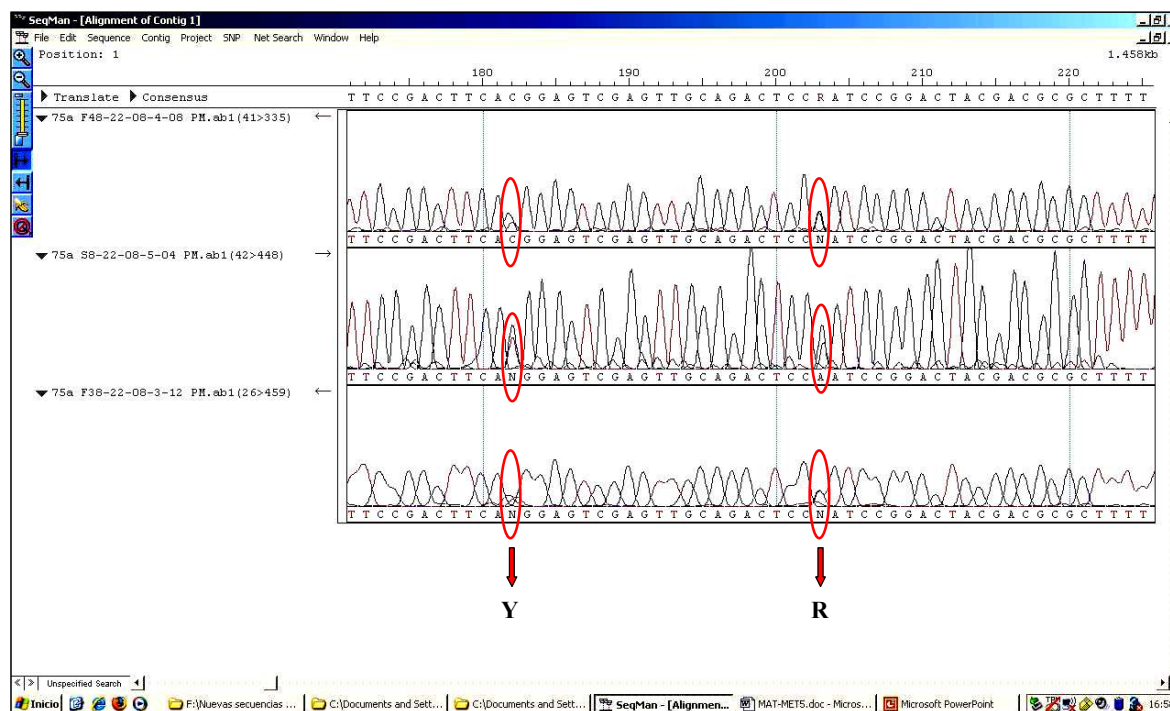 SeqMan - [Alignment of Contig 1]
File Edit Sequence Contig Project SNP Net Search Window Help
Position: 1
1.458kb
180 190 200 210 220
Translate Consensus
T T C C G A C T T C A C G G A G T C G A G T T G C A G A C T C C R A T C C G G A C T A C G A C G C G C T T T T
75a F48-22-08-4-08 PM.ab1(41>335) ←
T T C C G A C T T C A C G G A G T C G A G T T G C A G A C T C C N A T C C G G A C T A C G A C G C G C T T T T
75a S8-22-08-5-04 PM.ab1(42>448) →
T T C C G A C T T C A N G G A G T C G A G T T G C A G A C T C C A A T C C G G A C T A C G A C G C G C T T T T
75a F38-22-08-3-12 PM.ab1(26>459) ←
T T C C G A C T T C A N G G A G T C G A G T T G C A G A C T C C N A T C C G G A C T A C G A C G C G C T T T T
Y R
Unspecified Search
Inicio F:\Nuevas secuencias ... C:\Documents and Sett... C:\Documents and Sett... SeqMan - [Alignmen... MAT-MET5.doc - Micros... Microsoft PowerPoint